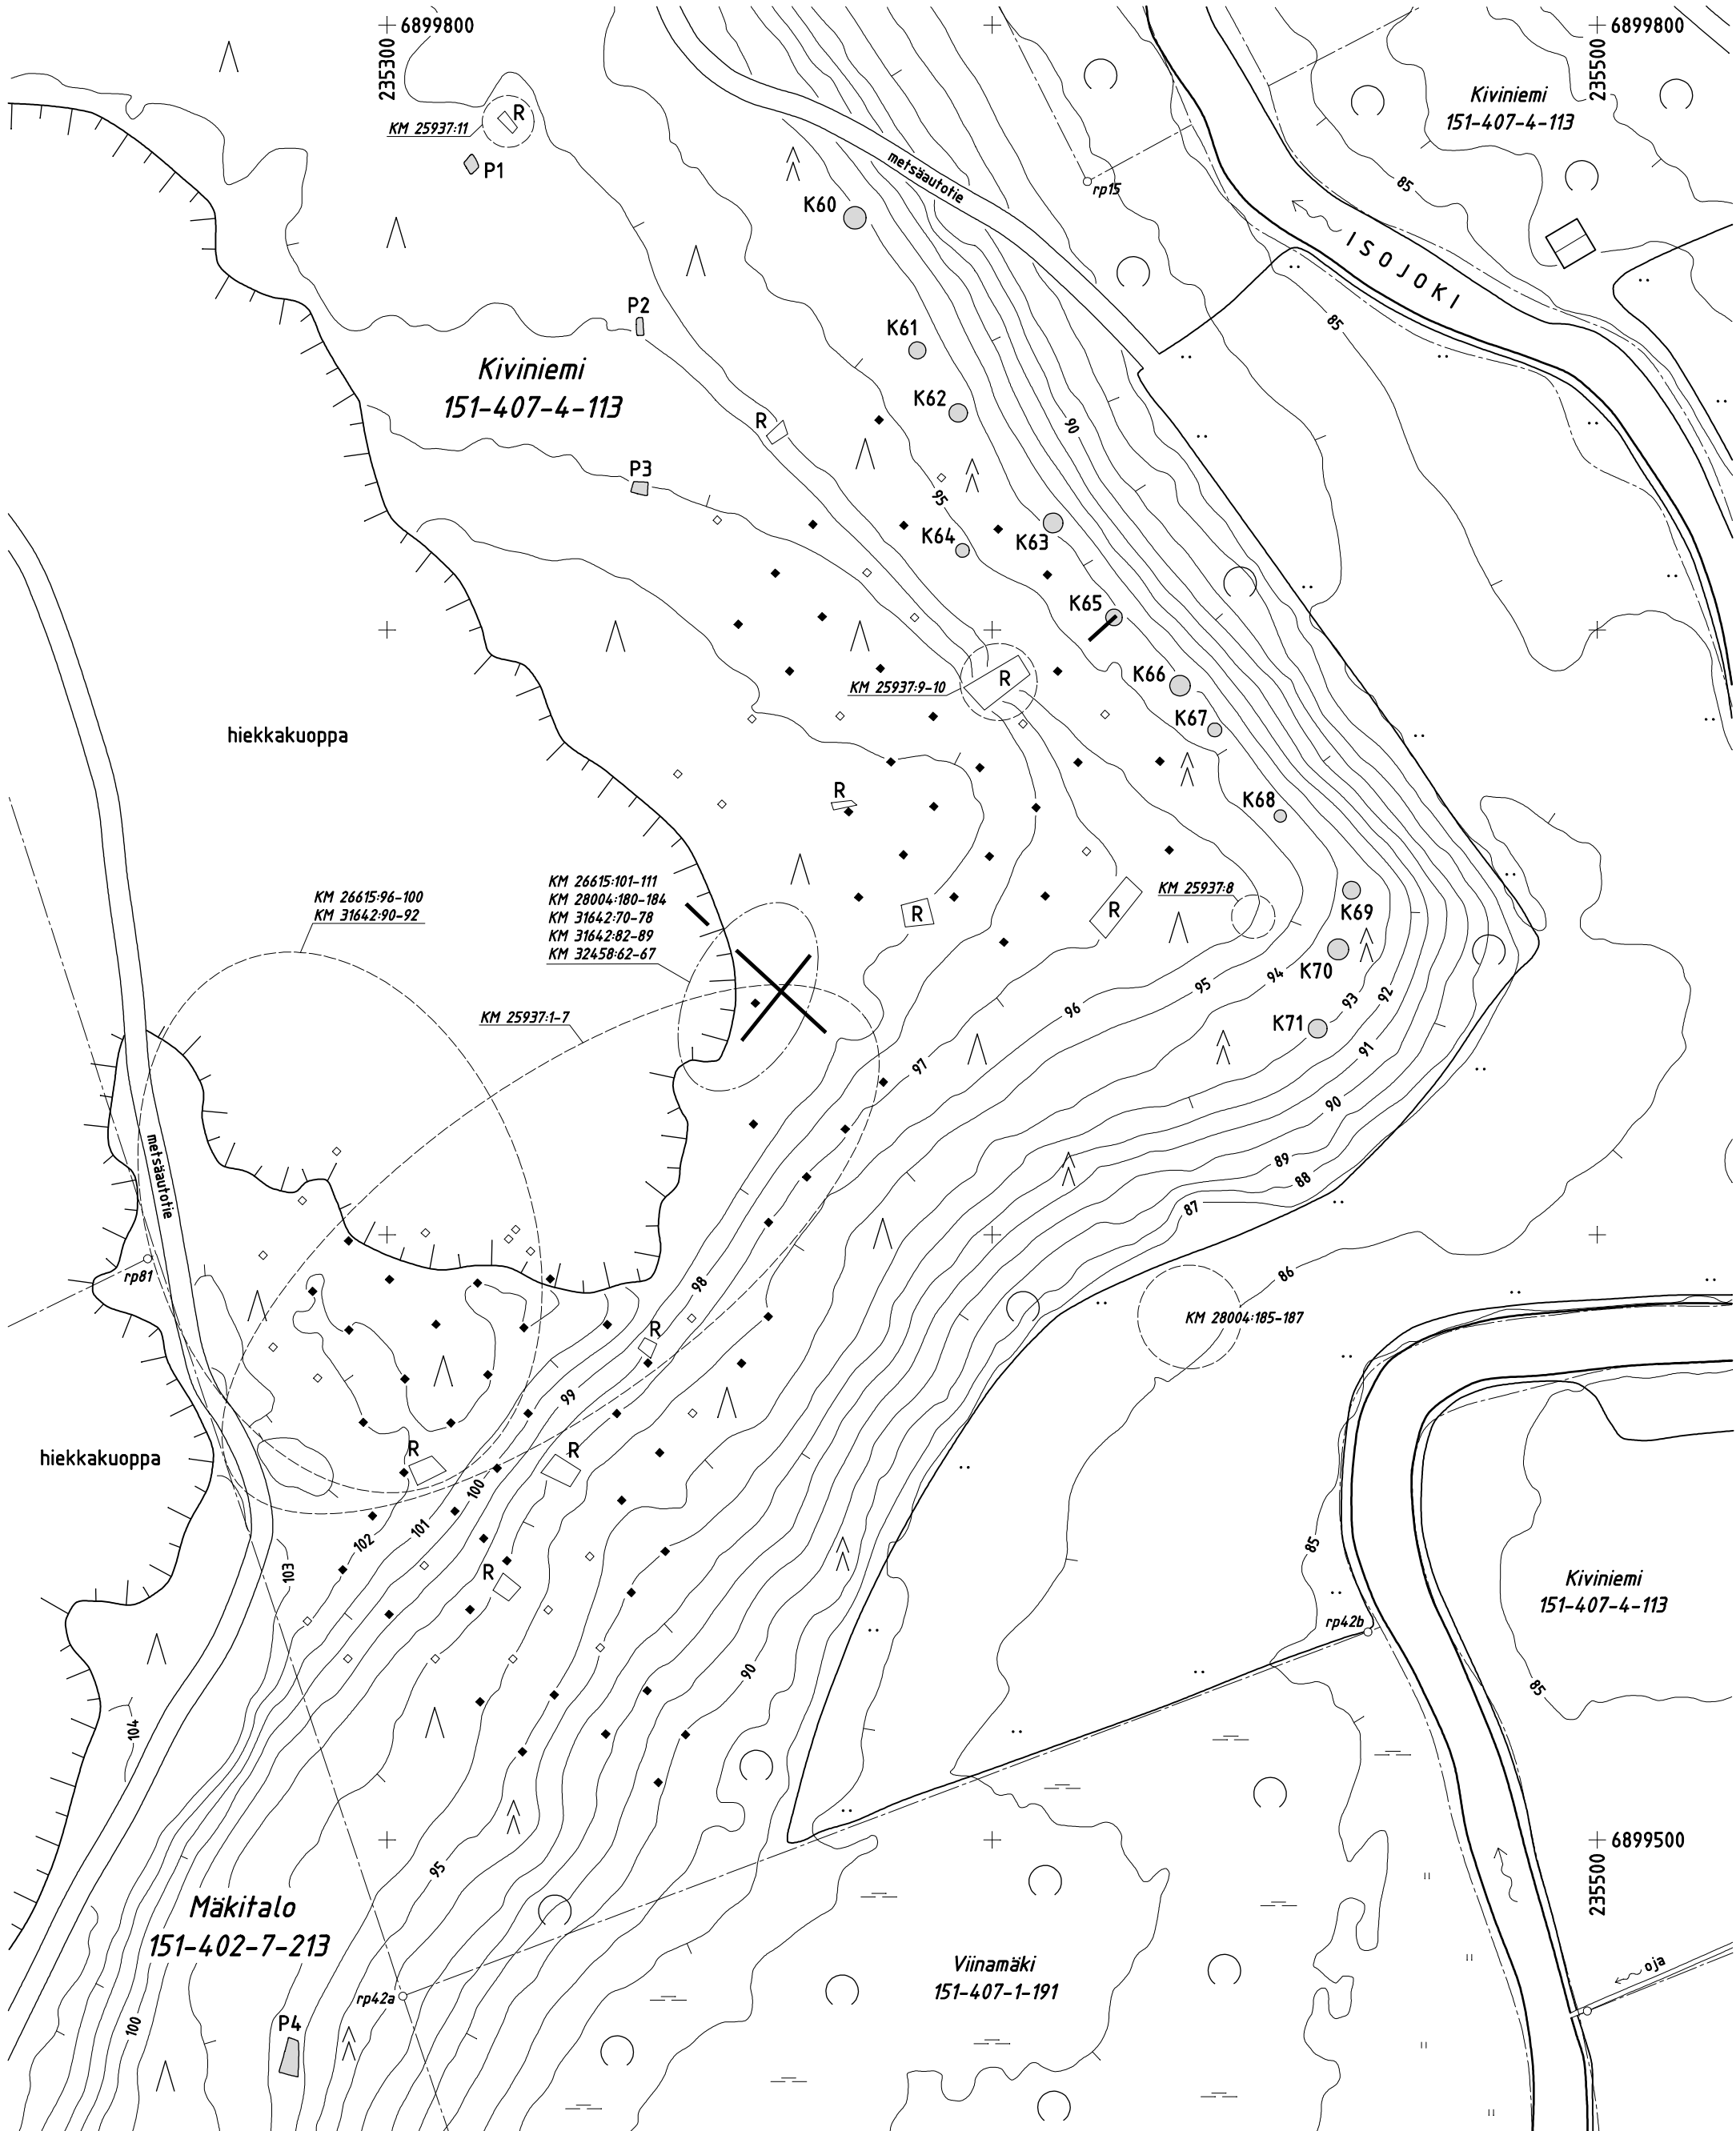 6899800
235300
6899800
235500
Kiviniemi
151-407-4-113
KM 25937:11
R
P1
metsäautotie
rp15
85
K60
ISOJOKI
85
P2
K61
Kiviniemi
151-407-4-113
K62
R
90
P3
95
K64
K63
K65
K66
KM 25937:9-10
R
K67
hiekkakuoppa
R
K68
KM 26615:96-100
KM 31642:90-92
KM 26615:101-111
KM 28004:180-184
KM 31642:70-78
KM 31642:82-89
KM 32458:62-67
R
R
KM 25937:8
K69
K70
94
95
96
93
92
K71
KM 25937:1-7
97
91
90
metsäautotie
89
88
87
rp81
98
86
KM 28004:185-187
R
99
hiekkakuoppa
R
R
100
101
102
103
R
85
Kiviniemi
151-407-4-113
rp42b
90
85
104
6899500
235500
95
Mäkitalo
151-402-7-213
Viinamäki
151-407-1-191
oja
rp42a
100
P4